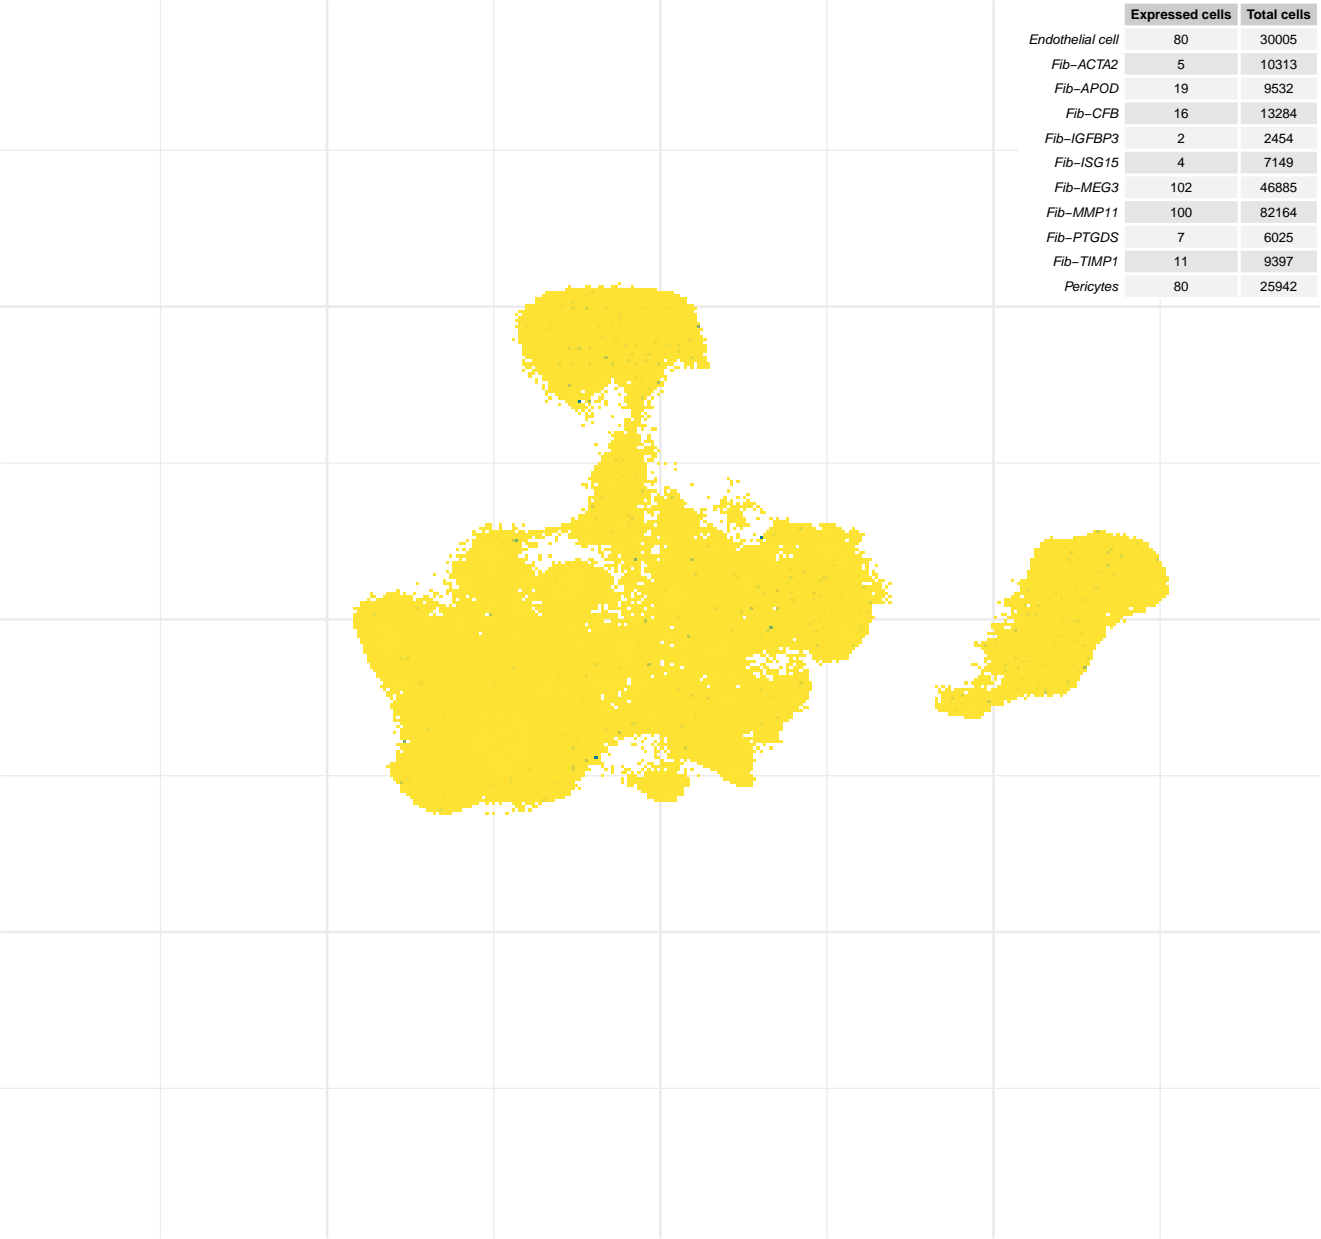 Expressed cells Total cells
Endothelial cell 80 30005
Fib−ACTA2 5 10313
Fib−APOD 19 9532
Fib−CFB 16 13284
Fib−IGFBP3 2 2454
Fib−ISG15 4 7149
Fib−MEG3 102 46885
Fib−MMP11 100 82164
Fib−PTGDS 7 6025
Fib−TIMP1 11 9397
Pericytes 80 25942